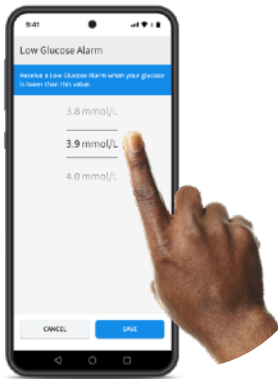 9:41
Low Glucose Alarm
Receive a Low Glucose Alarm when your glucose
is lower than this value.
3.8 mmol/L
3.9 mmol/L
4.0 mmol/L
CANCEL
SAVE